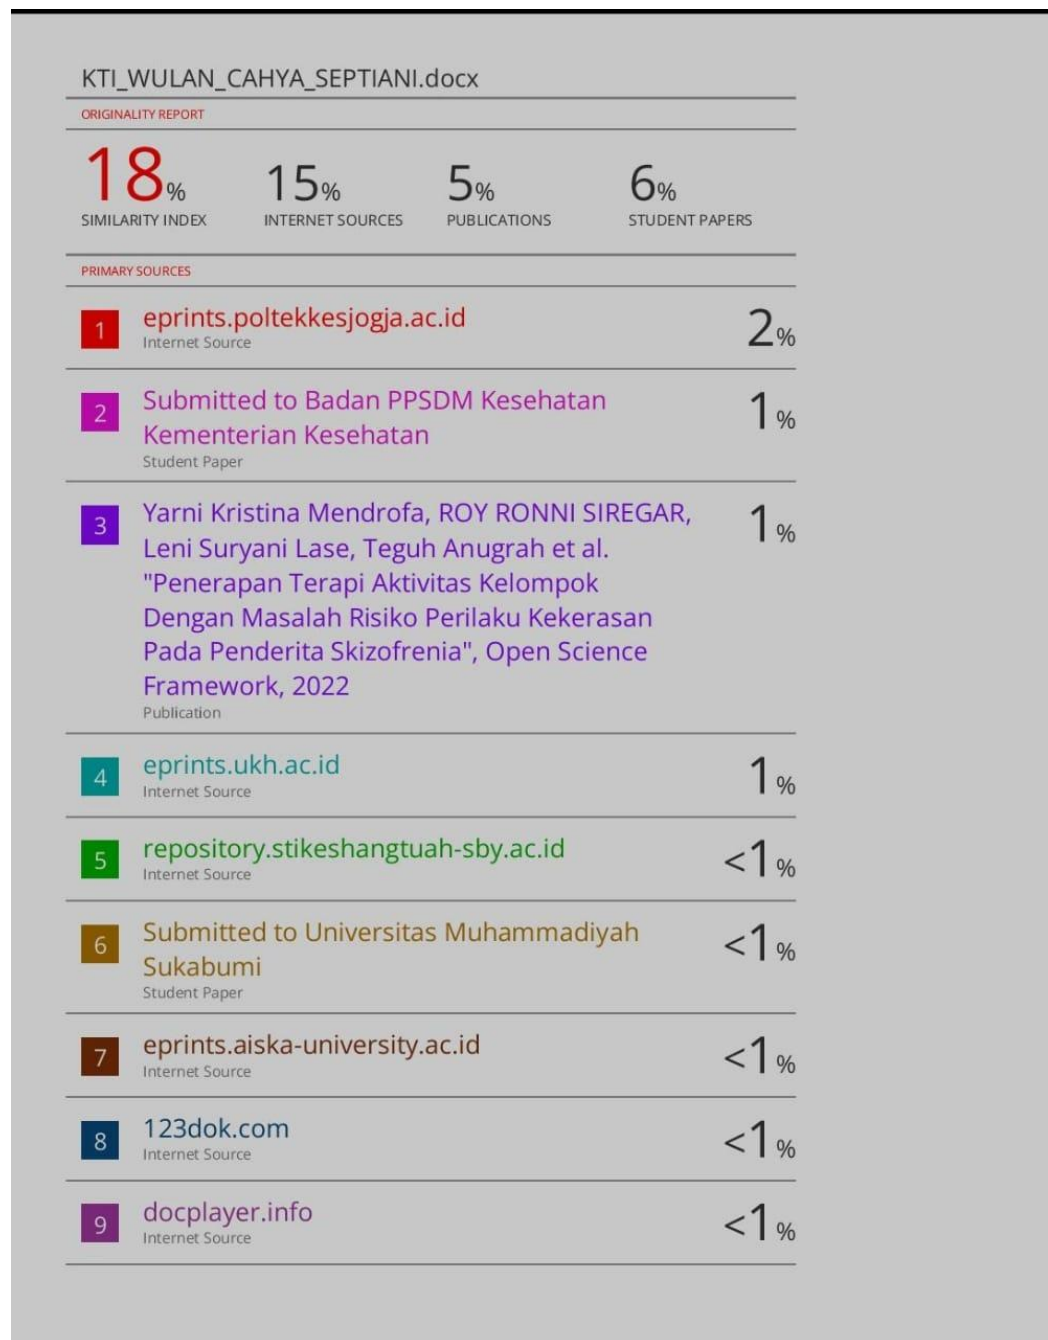 KTI_WULAN_CAHYA_SEPTIANI.docx
ORIGINALITY REPORT
18% 15% 5% 6%
SIMILARITY INDEX INTERNET SOURCES PUBLICATIONS STUDENT PAPERS
PRIMARY SOURCES
1 eprints.poltekkesjogja.ac.id 2%
Internet Source
2 Submitted to Badan PPSDM Kesehatan 1%
Kementerian Kesehatan
Student Paper
3 Yarni Kristina Mendrofa, ROY RONNI SIREGAR, 1%
Leni Suryani Lase, Teguh Anugrah et al.
"Penerapan Terapi Aktivitas Kelompok
Dengan Masalah Risiko Perilaku Kekerasan
Pada Penderita Skizofrenia", Open Science
Framework, 2022
Publication
4 eprints.ukh.ac.id 1%
Internet Source
5 repository.stikeshangtuah-sby.ac.id <1%
Internet Source
6 Submitted to Universitas Muhammadiyah <1%
Sukabumi
Student Paper
7 eprints.aiska-university.ac.id <1%
Internet Source
8 123dok.com <1%
Internet Source
9 docplayer.info <1%
Internet Source